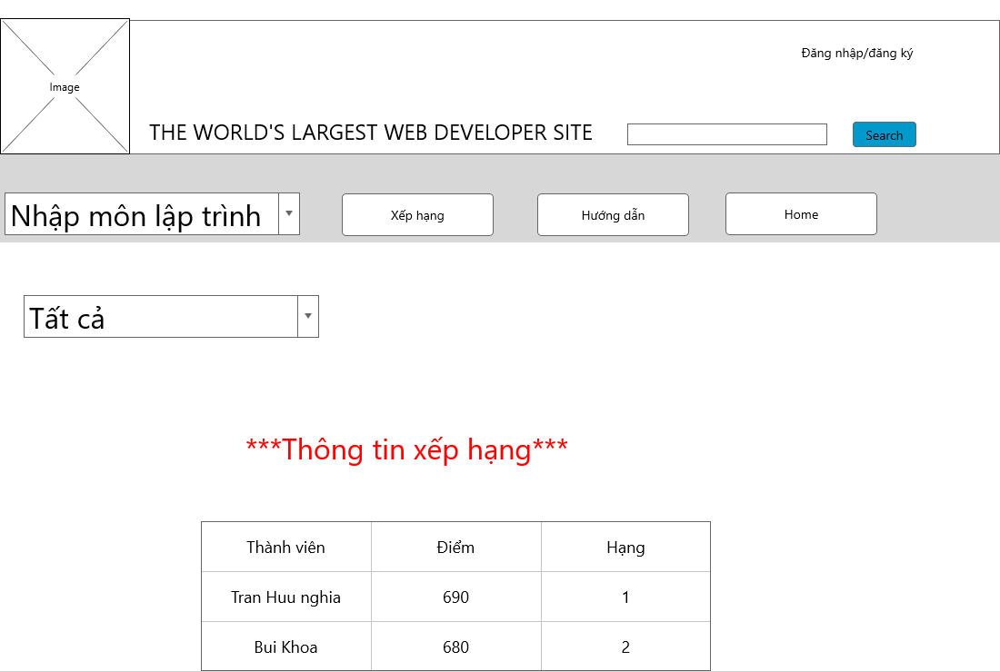 Đăng nhập/đăng ký
Image
THE WORLD'S LARGEST WEB DEVELOPER SITE
Search
Nhập môn lập trình
Xếp hạng
Hướng dẫn
Home
Tất cả
***Thông tin xếp hạng***
Thành viên Điểm Hạng
Tran Huu nghia 690 1
Bui Khoa 680 2